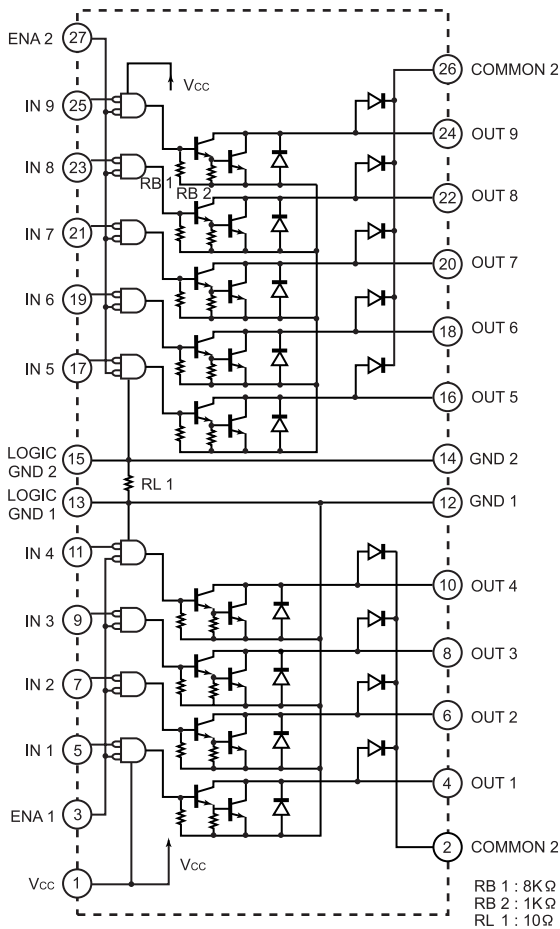 ENA 2 27
26 COMMON 2
Vcc
IN 9 25
24 OUT 9
IN 8 23
RB 1
RB 2
22 OUT 8
IN 7 21
20 OUT 7
IN 6 19
18 OUT 6
IN 5 17
16 OUT 5
LOGIC
GND 2 15
14 GND 2
RL 1
LOGIC
GND 1 13
12 GND 1
IN 4 11
10 OUT 4
IN 3 9
8 OUT 3
IN 2 7
6 OUT 2
IN 1 5
4 OUT 1
ENA 1 3
2 COMMON 2
Vcc
Vcc 1
RB 1 : 8KΩ
RB 2 : 1KΩ
RL 1 : 10Ω